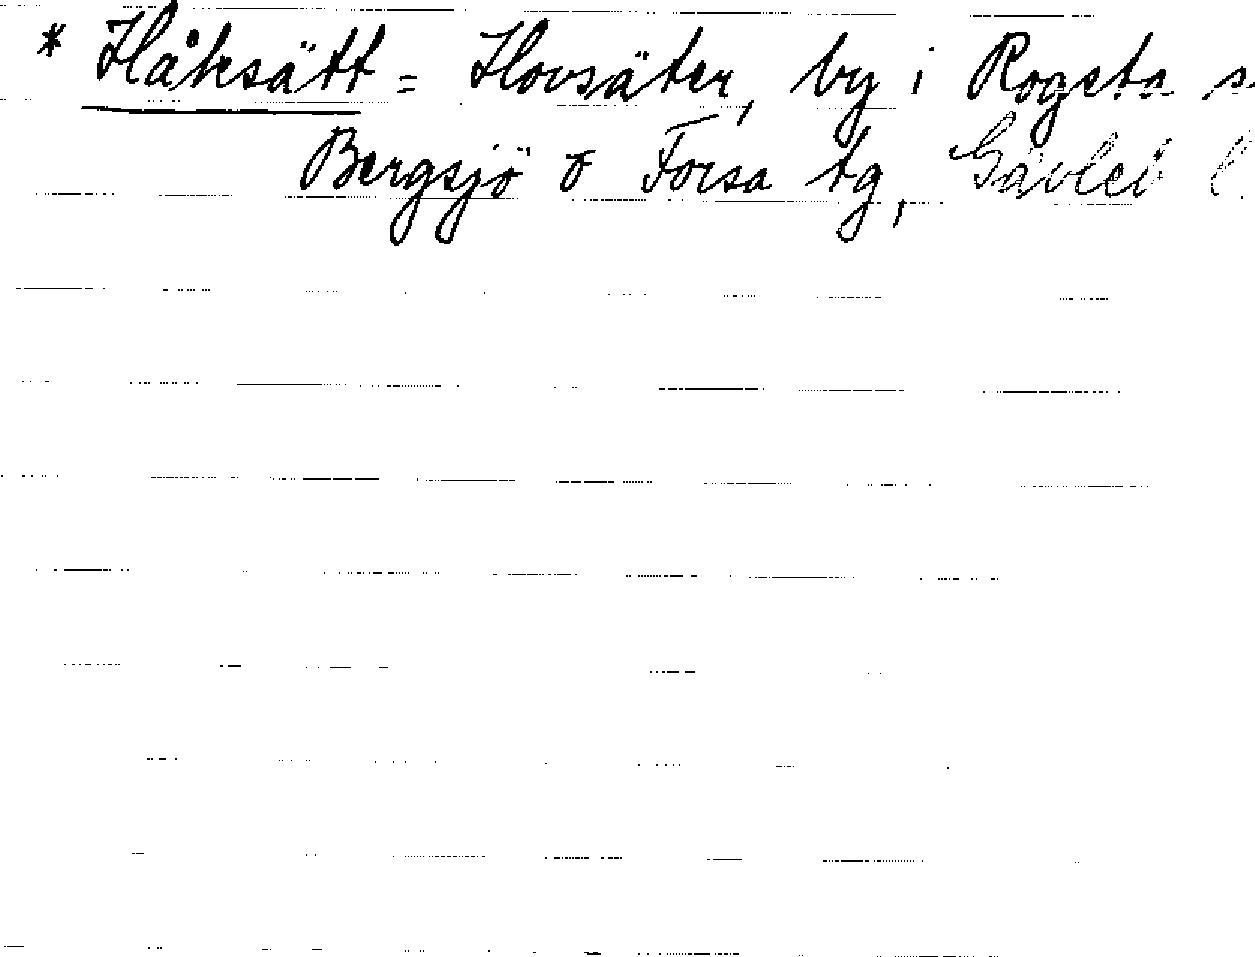 * Håksätt = Hovsäter, by i Rogsta s
Bergsjö o Forsa tg, Gävleb l.